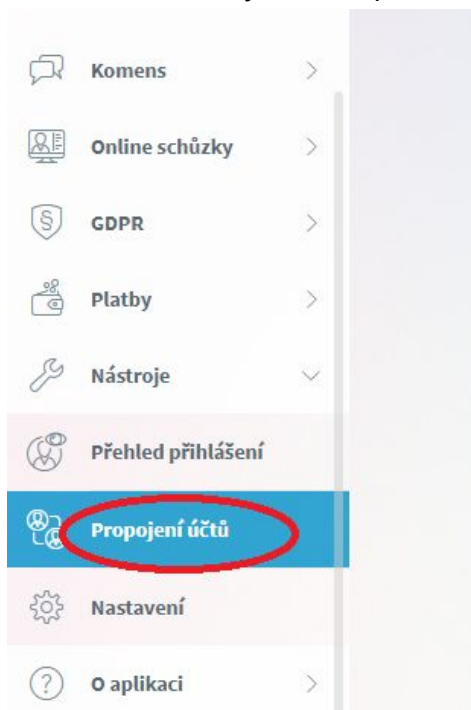 Komens
Online schůzky
GDPR
Platby
Nástroje
Přehled přihlášení
Propojení účtů
Nastavení
O aplikaci